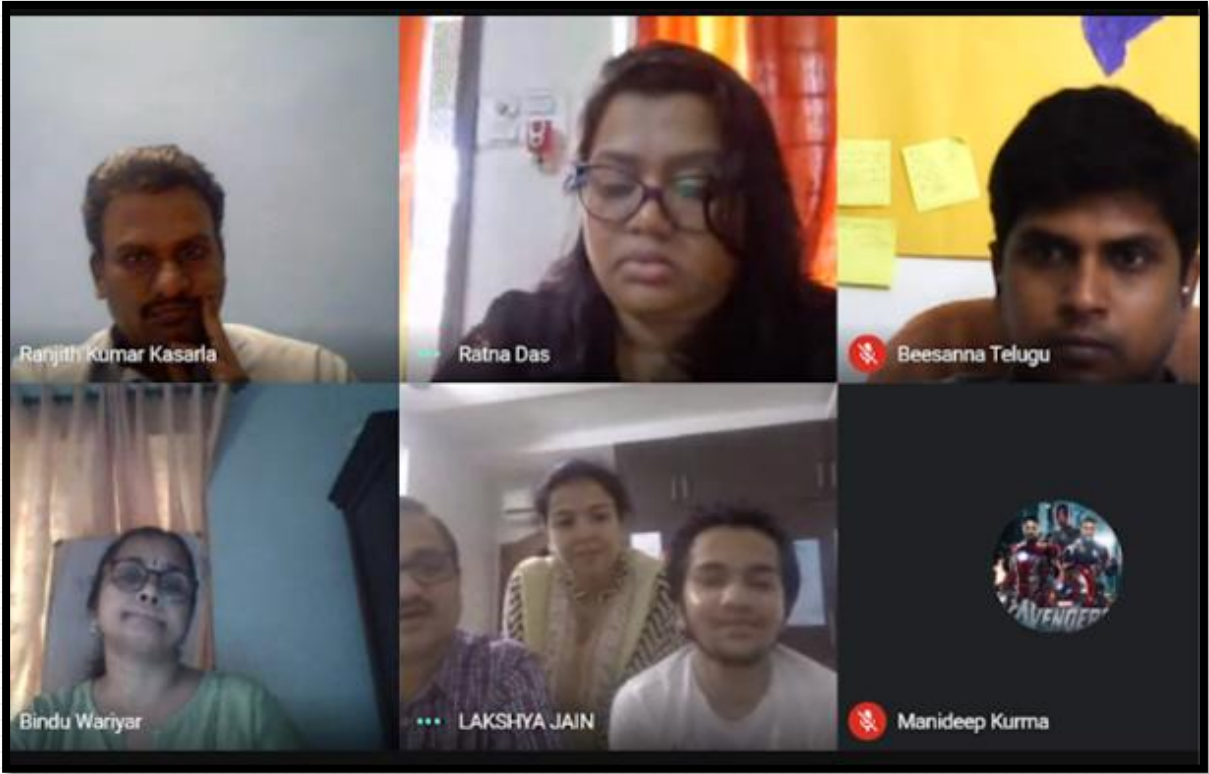 Ranjith Kumar Kasarla
Ratna Das
Beesanna Telugu
Bindu Wariyar
LAKSHYA JAIN
AVENGERS
Manideep Kurma